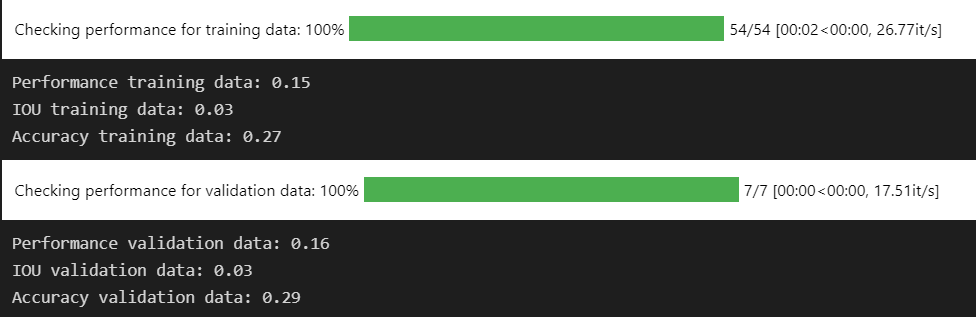 Checking performance for training data: 100% 54/54 [00:02<00:00, 26.77it/s]
Performance training data: 0.15
IOU training data: 0.03
Accuracy training data: 0.27
Checking performance for validation data: 100% 7/7 [00:00<00:00, 17.51it/s]
Performance validation data: 0.16
IOU validation data: 0.03
Accuracy validation data: 0.29